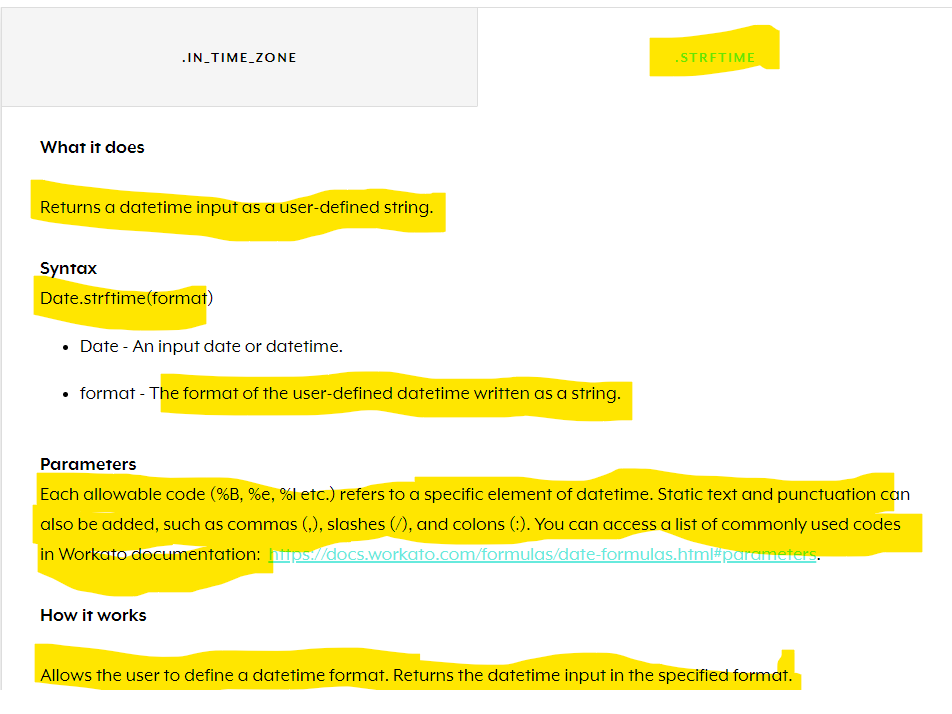 .IN_TIME_ZONE
.STRFTIME
What it does
Returns a datetime input as a user-defined string.
Syntax
Date.strftime(format)
• Date - An input date or datetime.
• format - The format of the user-defined datetime written as a string.
Parameters
Each allowable code (%B, %e, %l etc.) refers to a specific element of datetime. Static text and punctuation can
also be added, such as commas (,), slashes (/), and colons (:). You can access a list of commonly used codes
in Workato documentation: https://docs.workato.com/formulas/date-formulas.html#parameters.
How it works
Allows the user to define a datetime format. Returns the datetime input in the specified format.